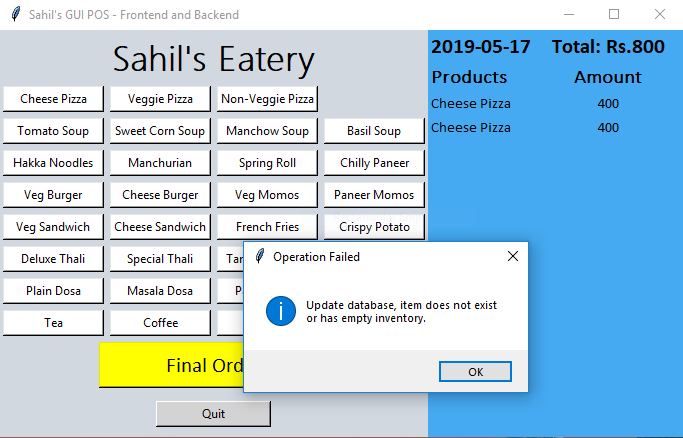 Sahil's GUI POS - Frontend and Backend
Sahil's Eatery
2019-05-17 Total: Rs.800
Products Amount
Cheese Pizza 400
Cheese Pizza 400
Cheese Pizza Veggie Pizza Non-Veggie Pizza
Tomato Soup Sweet Corn Soup Manchow Soup Basil Soup
Hakka Noodles Manchurian Spring Roll Chilly Paneer
Veg Burger Cheese Burger Veg Momos Paneer Momos
Veg Sandwich Cheese Sandwich French Fries Crispy Potato
Deluxe Thali Special Thali Tan
Plain Dosa Masala Dosa P
Tea Coffee
Final Ord
Quit
Operation Failed
Update database, item does not exist
or has empty inventory.
OK